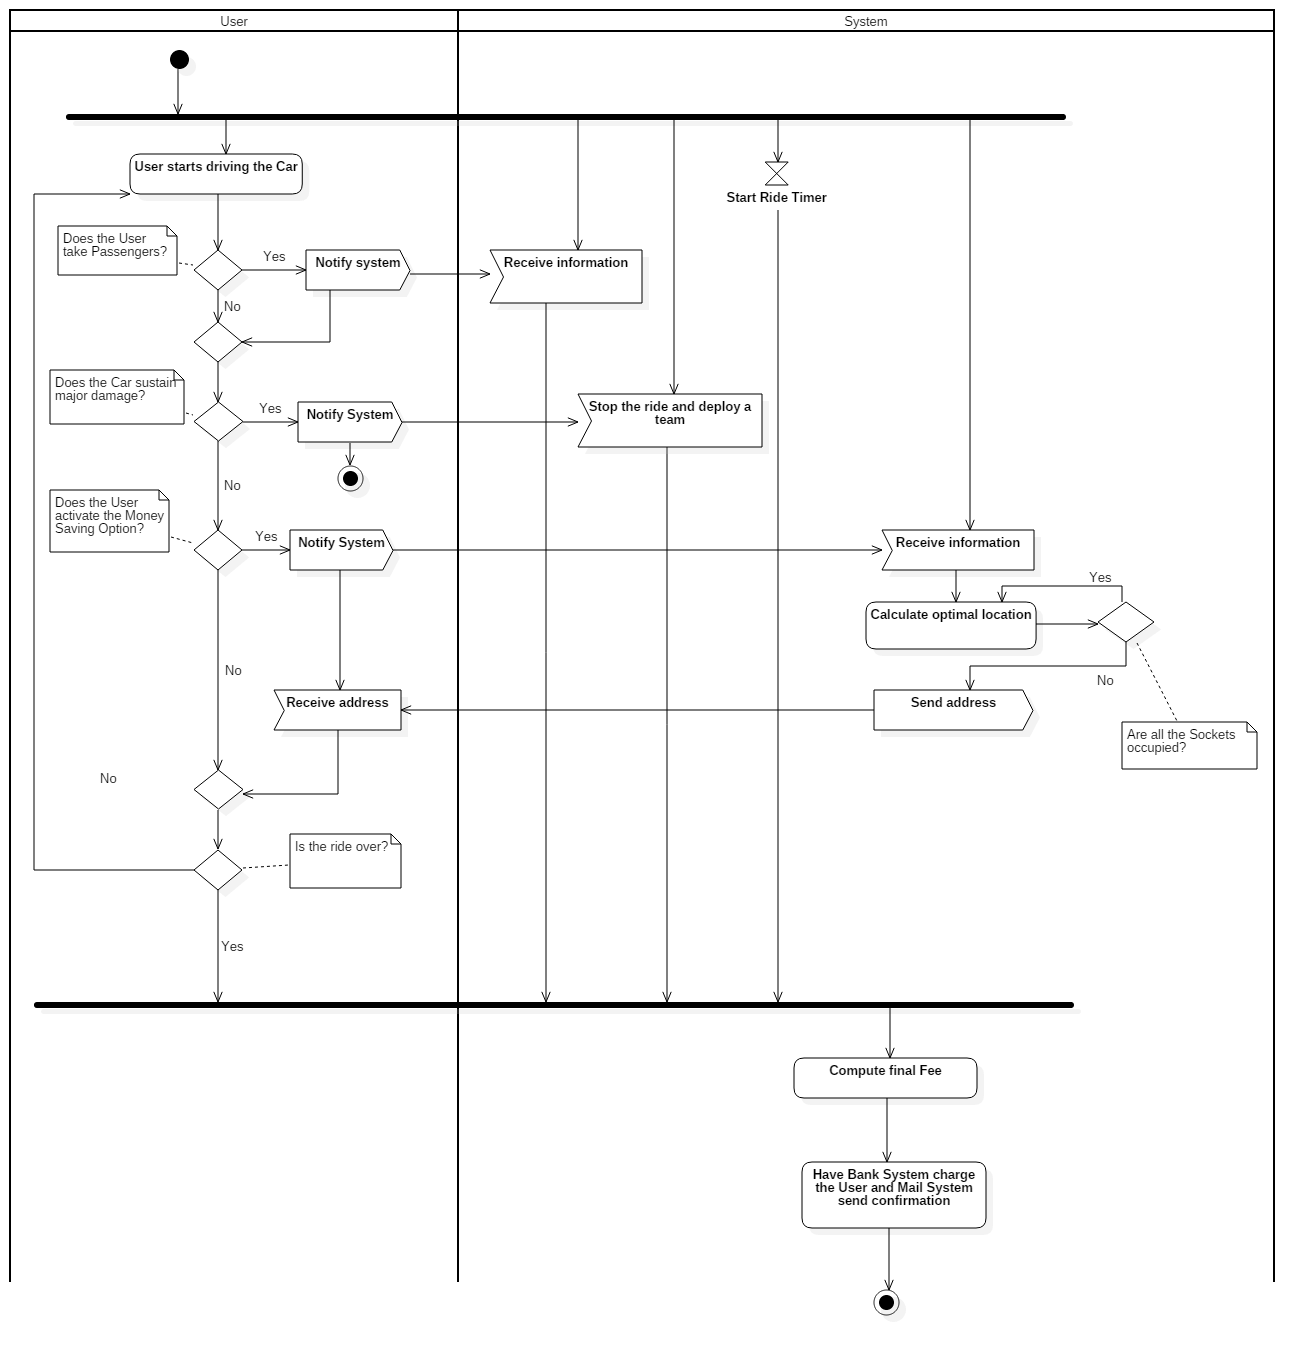 User
System
User starts driving the Car
Start Ride Timer
Does the User
take Passengers?
Yes
Notify system
Receive information
No
Does the Car sustain
major damage?
Yes
Notify System
Stop the ride and deploy a
team
No
Does the User
activate the Money
Saving Option?
Yes
Notify System
Receive information
Yes
Calculate optimal location
No
No
Receive address
Send address
Are all the Sockets
occupied?
No
Is the ride over?
Yes
Compute final Fee
Have Bank System charge
the User and Mail System
send confirmation